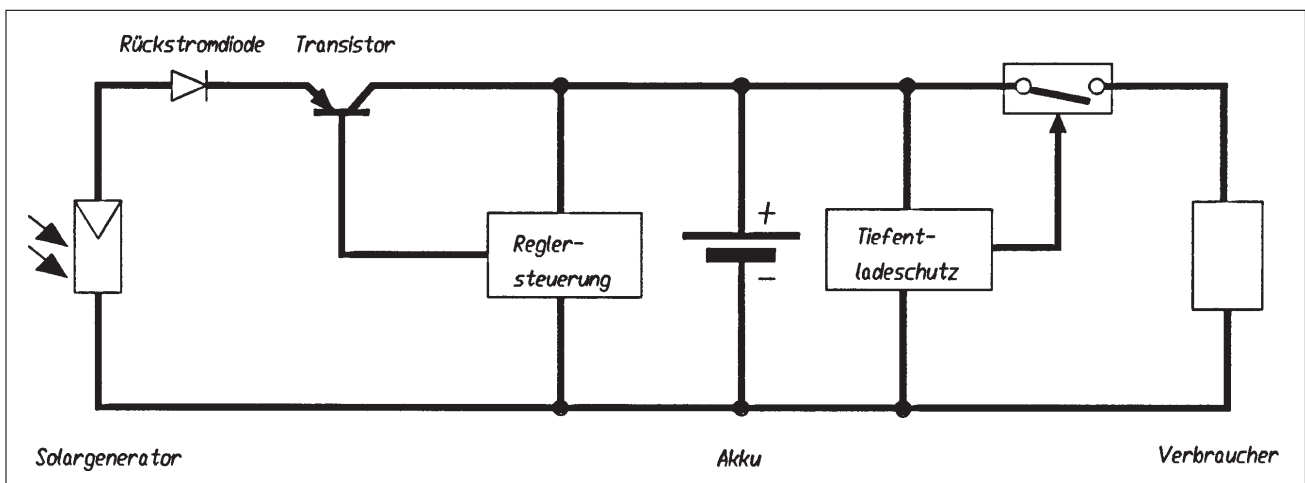 Rückstromdiode Transistor
Regler-
steuerung
+
−
Tiefent-
ladeschutz
Solargenerator
Akku
Verbraucher